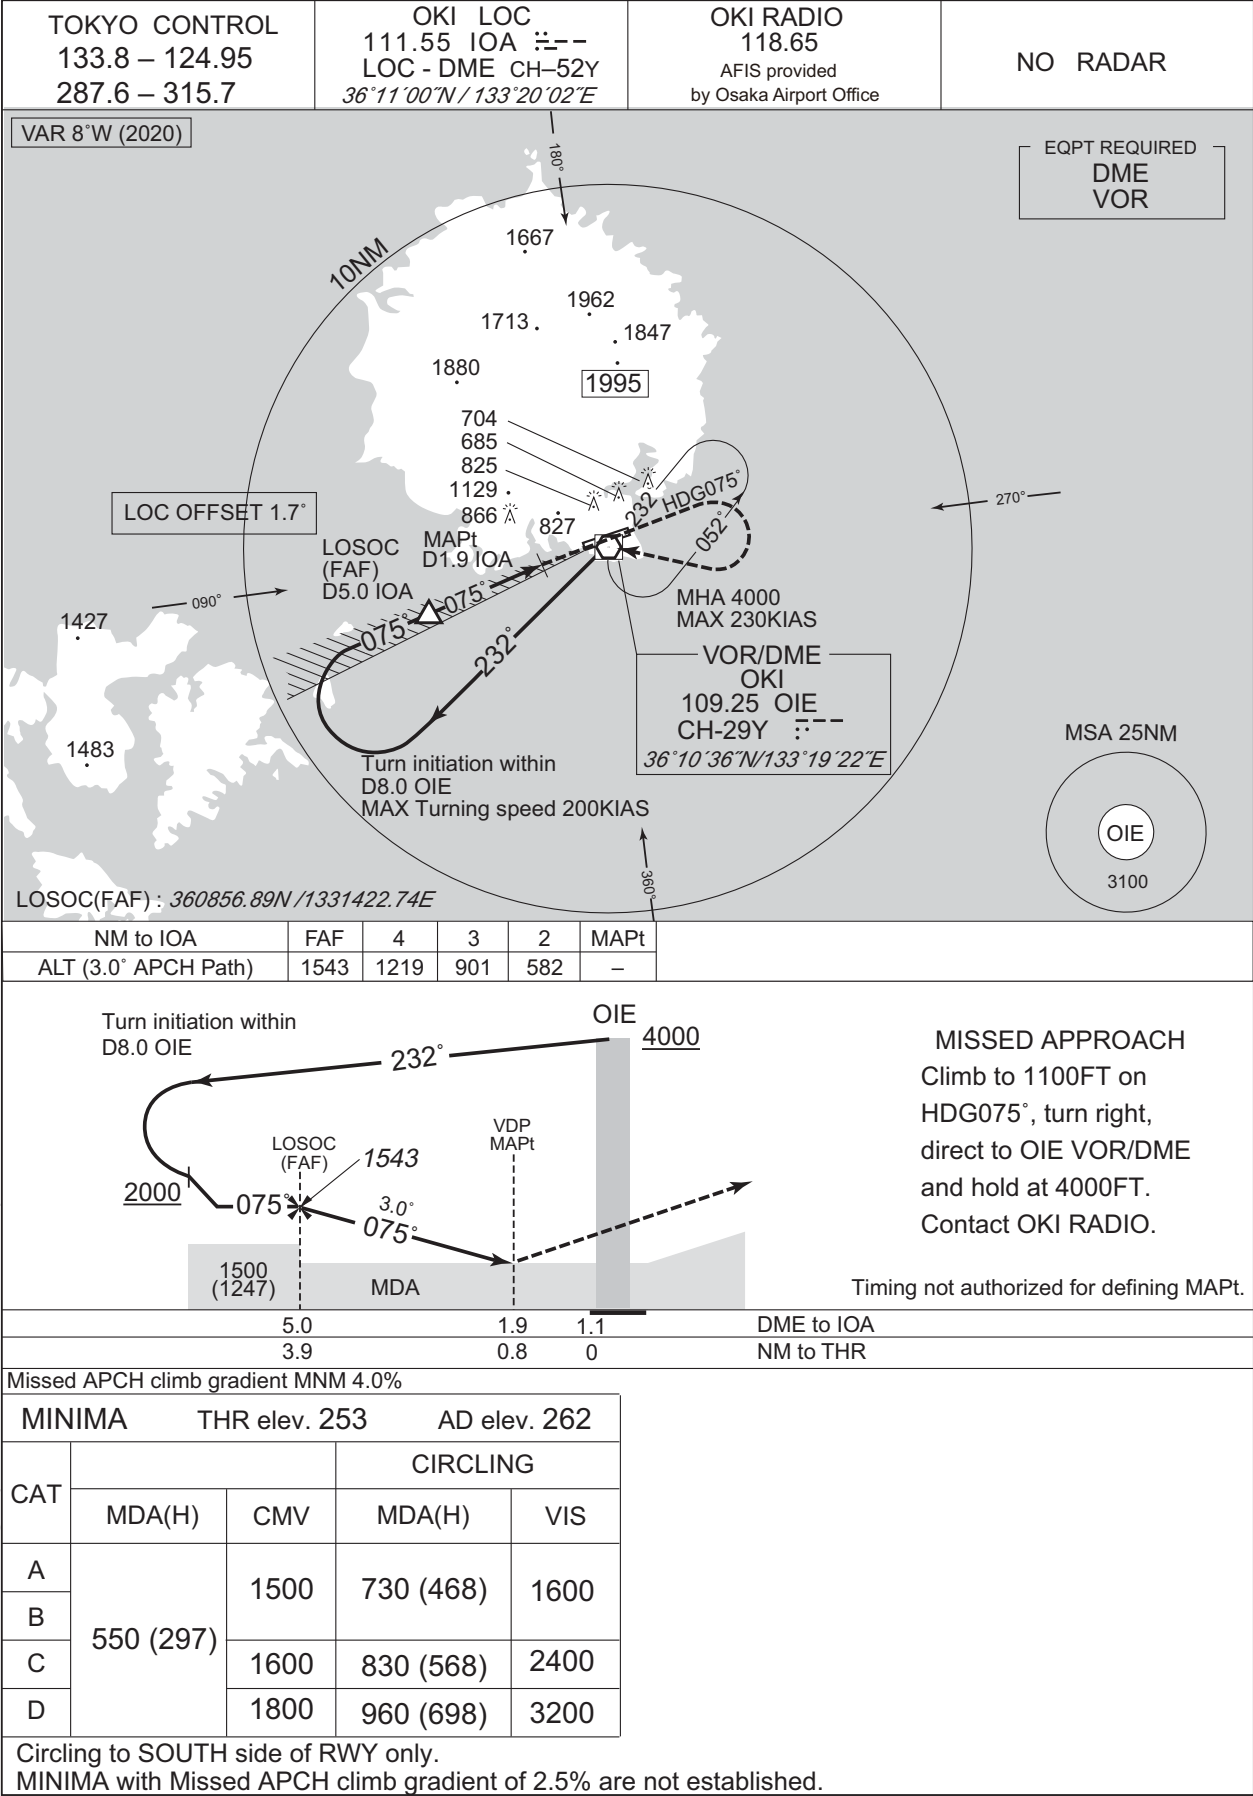 TOKYO CONTROL
133.8 – 124.95
287.6 – 315.7
OKI LOC
111.55 IOA
LOC - DME CH–52Y
36°11´00˝N / 133°20´02˝E
OKI RADIO
118.65
AFIS provided
by Osaka Airport Office
NO RADAR
VAR 8°W (2020)
EQPT REQUIRED
DME
VOR
180°
10NM
1667
1962
1713
1847
1880
1995
704
685
825
1129
866
827
232
HDG075°
052°
270°
LOC OFFSET 1.7°
LOSOC
(FAF)
D5.0 IOA
MAPt
D1.9 IOA
090°
075°
075°
232°
1427
1483
MHA 4000
MAX 230KIAS
VOR/DME
OKI
109.25 OIE
CH-29Y
36°10´36˝N/133°19´22˝E
Turn initiation within
D8.0 OIE
MAX Turning speed 200KIAS
360°
MSA 25NM
OIE
3100
LOSOC(FAF) : 360856.89N /1331422.74E
NM to IOA FAF 4 3 2 MAPt
ALT (3.0° APCH Path) 1543 1219 901 582 –
Turn initiation within
D8.0 OIE
OIE
4000
232°
LOSOC
(FAF)
1543
VDP
MAPt
2000
075°
3.0°
075°
1500
(1247)
MDA
MISSED APPROACH
Climb to 1100FT on
HDG075°, turn right,
direct to OIE VOR/DME
and hold at 4000FT.
Contact OKI RADIO.
Timing not authorized for defining MAPt.
5.0 1.9 1.1 DME to IOA
3.9 0.8 0 NM to THR
Missed APCH climb gradient MNM 4.0%
MINIMA THR elev. 253 AD elev. 262
CAT CIRCLING
MDA(H) CMV MDA(H) VIS
A
B
550 (297) 1500 730 (468) 1600
C 1600 830 (568) 2400
D 1800 960 (698) 3200
Circling to SOUTH side of RWY only.
MINIMA with Missed APCH climb gradient of 2.5% are not established.